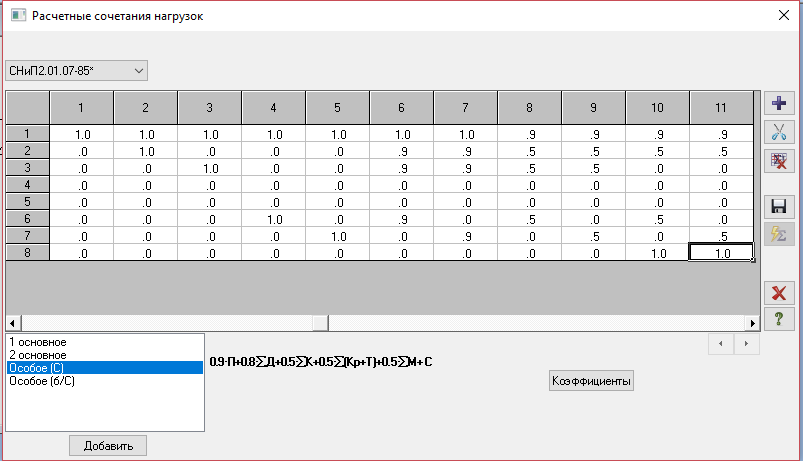 Расчетные сочетания нагрузок
СНиП2.01.07-85*
1 2 3 4 5 6 7 8 9 10 11
1 1.0 1.0 1.0 1.0 1.0 1.0 1.0 .9 .9 .9 .9
2 .0 1.0 .0 .0 .0 .9 .9 .5 .5 .5 .5
3 .0 .0 1.0 .0 .0 .9 .9 .5 .5 .0 .0
4 .0 .0 .0 .0 .0 .0 .0 .0 .0 .0 .0
5 .0 .0 .0 .0 .0 .0 .0 .0 .0 .0 .0
6 .0 .0 .0 1.0 .0 .9 .0 .5 .0 .5 .0
7 .0 .0 .0 .0 1.0 .0 .9 .0 .5 .0 .5
8 .0 .0 .0 .0 .0 .0 .0 .0 .0 1.0 1.0
1 основное
2 основное
Особое (С)
Особое (б/С)
0.9·П+0.8∑Д+0.5∑К+0.5∑(Кр+Т)+0.5∑М+С
Коэффициенты
Добавить